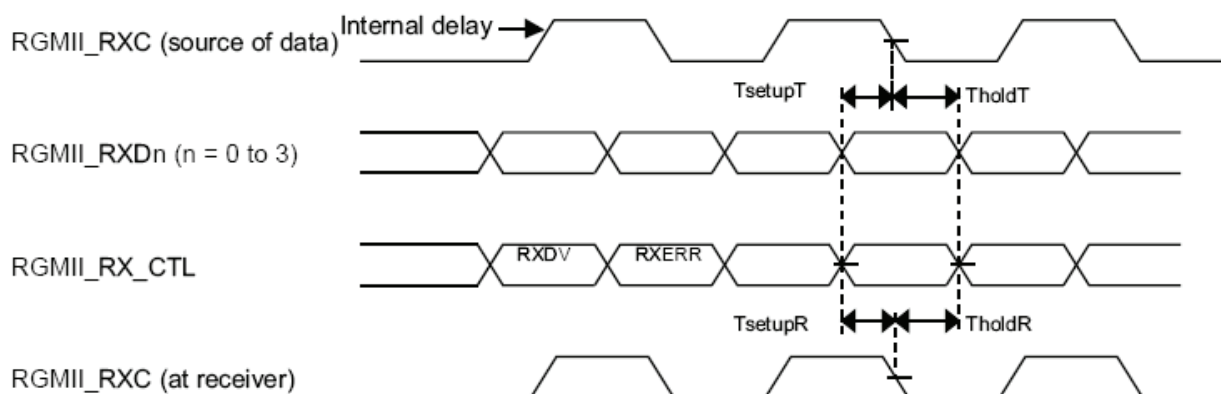 Internal delay
RGMII_RXC (source of data)
TsetupT
TholdT
RGMII_RXDn (n = 0 to 3)
RXDV
RXERR
RGMII_RX_CTL
TsetupR
TholdR
RGMII_RXC (at receiver)